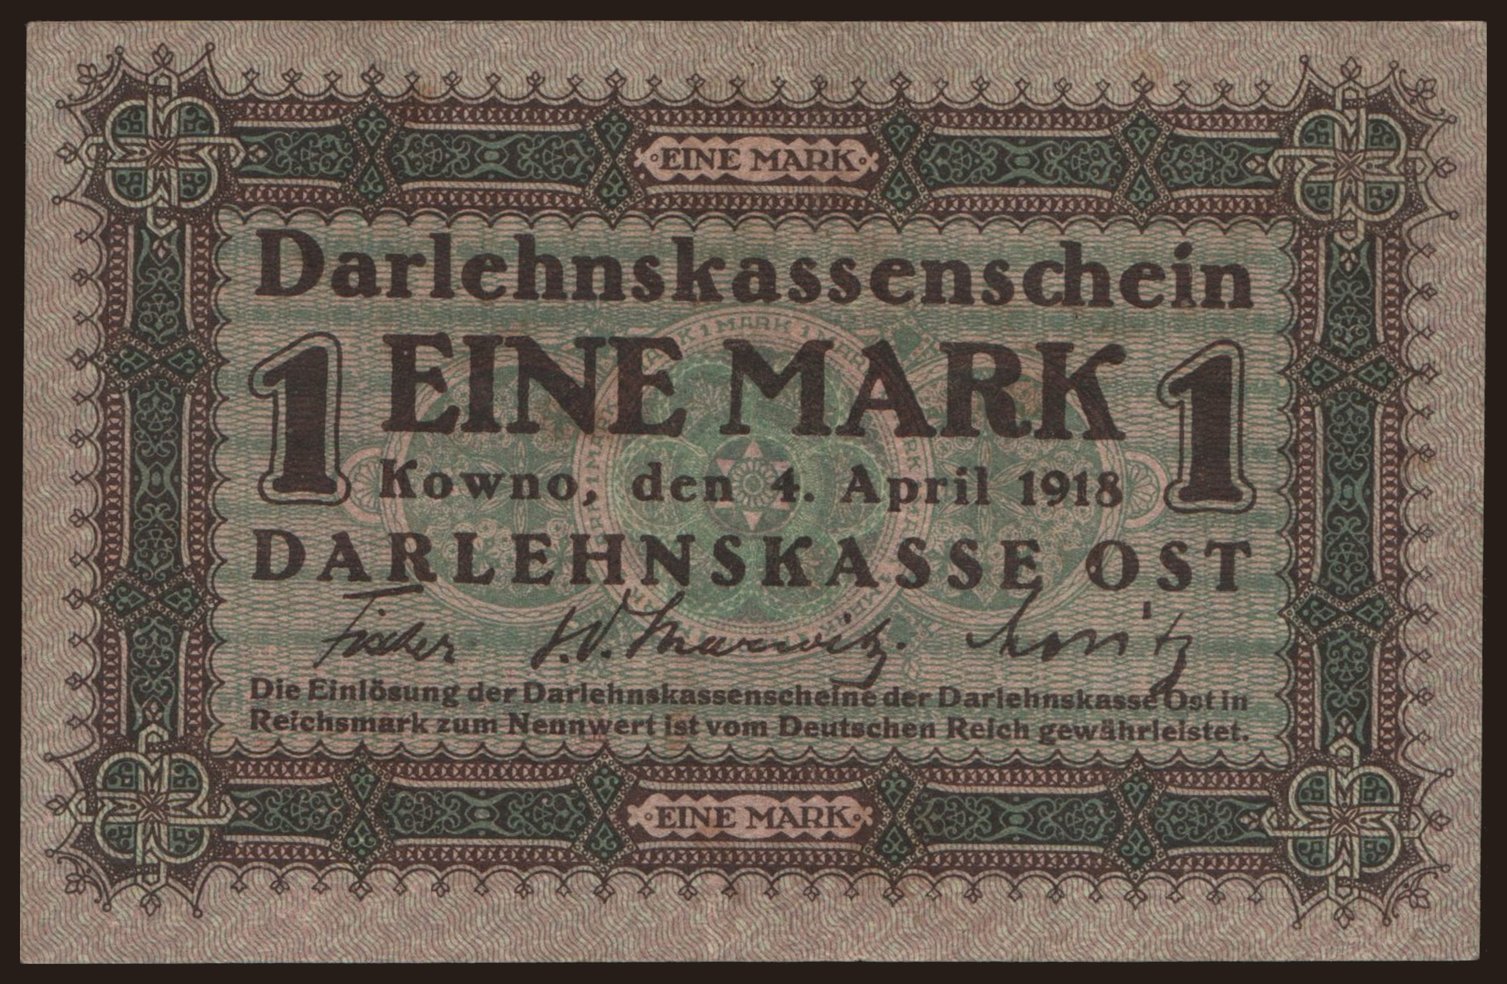 EINE MARK
Darlehnskassenschein
1 EINE MARK 1
Kowno, den 4. April 1918
DARLEHNSKASSE OST
Fischer
Die Einlösung der Darlehnskassenscheine der Darlehnskasse Ost in
Reichsmark zum Nennwert ist vom Deutschen Reich gewährleistet.
EINE MARK